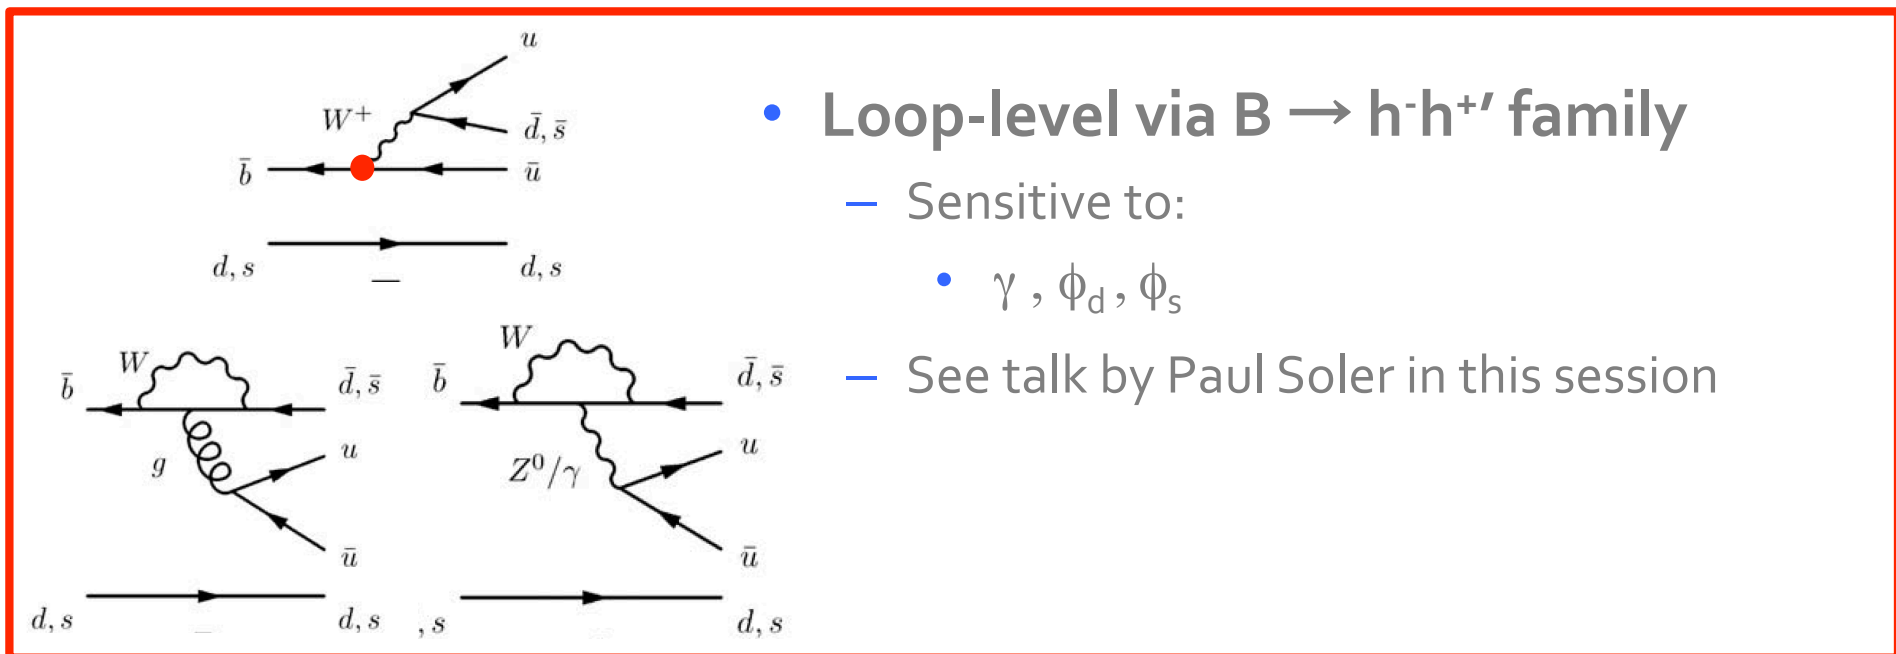 u
W⁺
d̄, s̄
b̄
ū
d, s
d, s
W
b̄
d̄, s̄
g
u
ū
d, s
d, s
W
b̄
d̄, s̄
Z⁰/γ
u
ū
, s
d, s
• Loop-level via B → h⁻h⁺′ family
– Sensitive to:
• γ , ϕd , ϕs
– See talk by Paul Soler in this session